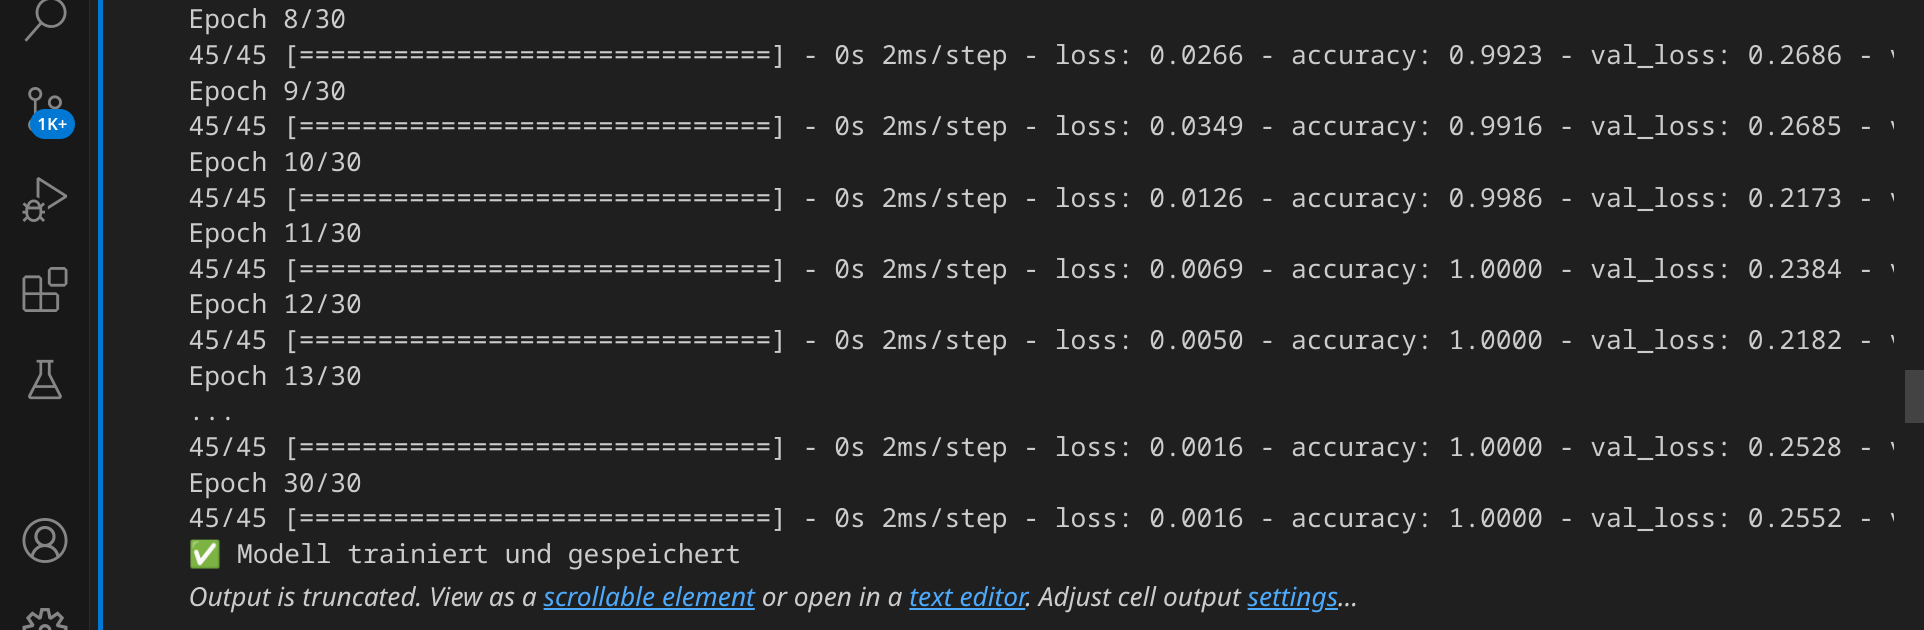 Epoch 8/30
45/45 [==============================] - 0s 2ms/step - loss: 0.0266 - accuracy: 0.9923 - val_loss: 0.2686 -
Epoch 9/30
45/45 [==============================] - 0s 2ms/step - loss: 0.0349 - accuracy: 0.9916 - val_loss: 0.2685 -
1K+
Epoch 10/30
45/45 [==============================] - 0s 2ms/step - loss: 0.0126 - accuracy: 0.9986 - val_loss: 0.2173 -
Epoch 11/30
45/45 [==============================] - 0s 2ms/step - loss: 0.0069 - accuracy: 1.0000 - val_loss: 0.2384 -
Epoch 12/30
45/45 [==============================] - 0s 2ms/step - loss: 0.0050 - accuracy: 1.0000 - val_loss: 0.2182 -
Epoch 13/30
...
45/45 [==============================] - 0s 2ms/step - loss: 0.0016 - accuracy: 1.0000 - val_loss: 0.2528 -
Epoch 30/30
45/45 [==============================] - 0s 2ms/step - loss: 0.0016 - accuracy: 1.0000 - val_loss: 0.2552 -
✅ Modell trainiert und gespeichert
Output is truncated. View as a scrollable element or open in a text editor. Adjust cell output settings...